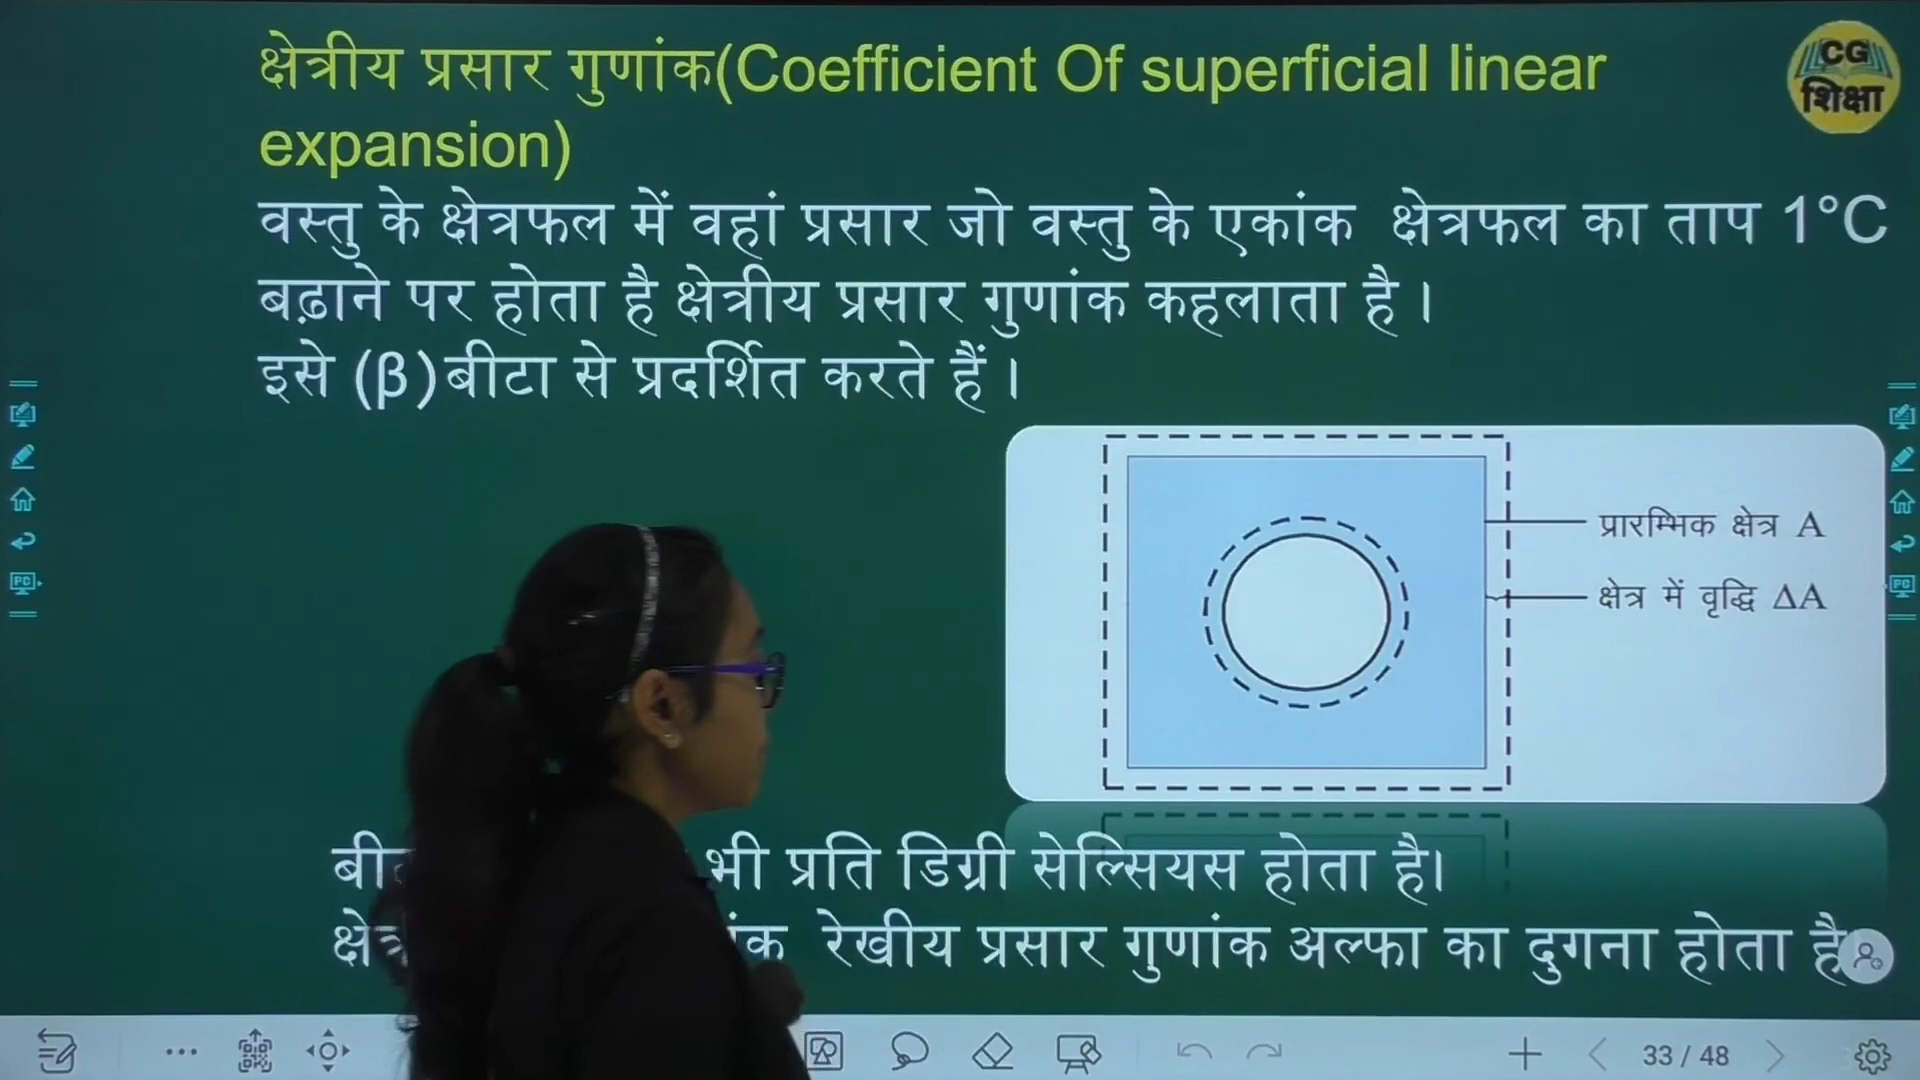 क्षेत्रीय प्रसार गुणांक(Coefficient Of superficial linear
expansion)
CG
शिक्षा
वस्तु के क्षेत्रफल में वहां प्रसार जो वस्तु के एकांक क्षेत्रफल का ताप 1°C
बढ़ाने पर होता है क्षेत्रीय प्रसार गुणांक कहलाता है ।
इसे (β)बीटा से प्रदर्शित करते हैं ।
प्रारम्भिक क्षेत्र A
क्षेत्र में वृद्धि ΔA
भी प्रति डिग्री सेल्सियस होता है।
रेखीय प्रसार गुणांक अल्फा का दुगना होता है
33 / 48